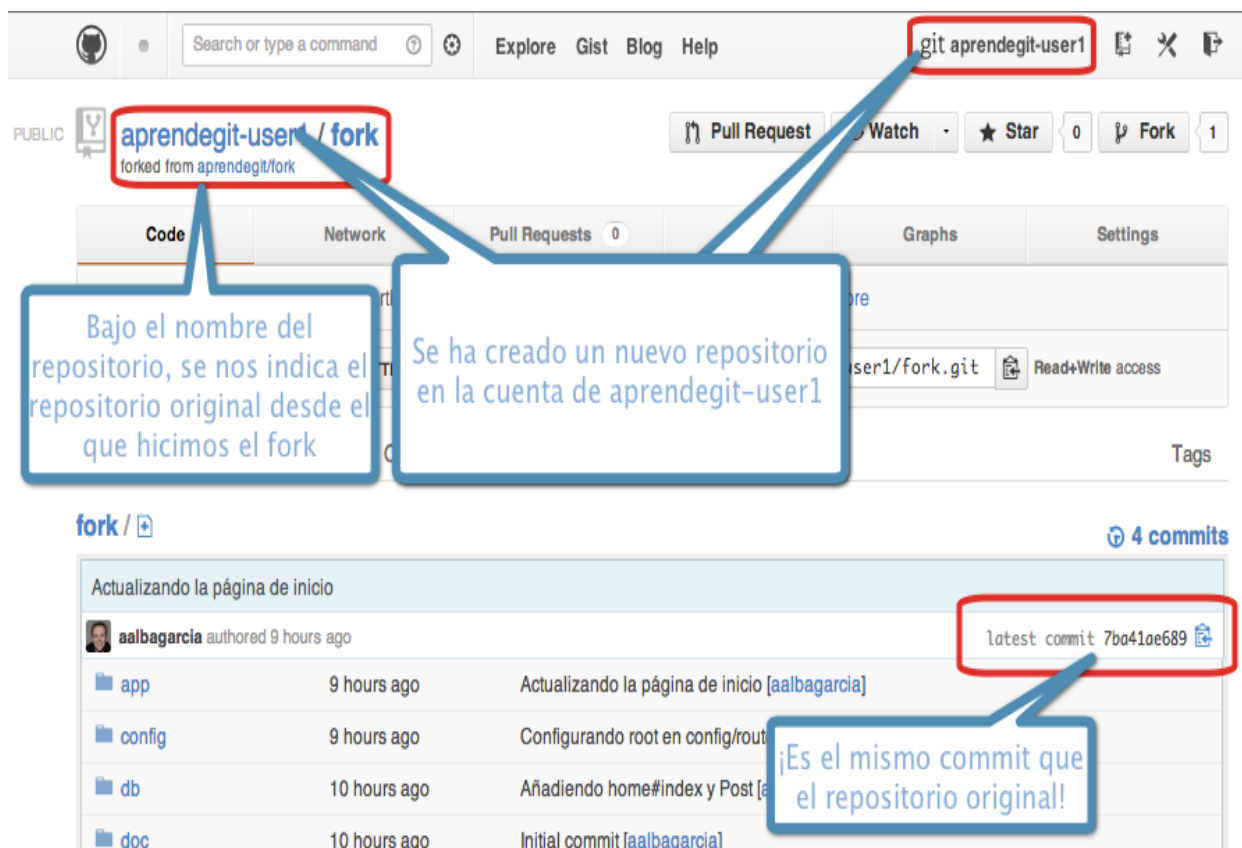 Search or type a command
Explore Gist Blog Help
git aprendegit-user1
PUBLIC
aprendegit-user1 / fork
forked from aprendegit/fork
Pull Request
Watch
Star
0
Fork
1
Code
Network
Pull Requests 0
Graphs
Settings
Bajo el nombre del
repositorio, se nos indica el
repositorio original desde el
que hicimos el fork
Se ha creado un nuevo repositorio
en la cuenta de aprendegit-user1
user1/fork.git
Read+Write access
Tags
fork /
4 commits
Actualizando la página de inicio
aalbagarcia authored 9 hours ago
latest commit 7ba41ae689
app 9 hours ago Actualizando la página de inicio [aalbagarcia]
config 9 hours ago Configurando root en
db 10 hours ago Añadiendo home#index y Post
¡Es el mismo commit que
el repositorio original!
doc 10 hours ago Initial commit [aalbagarcia]